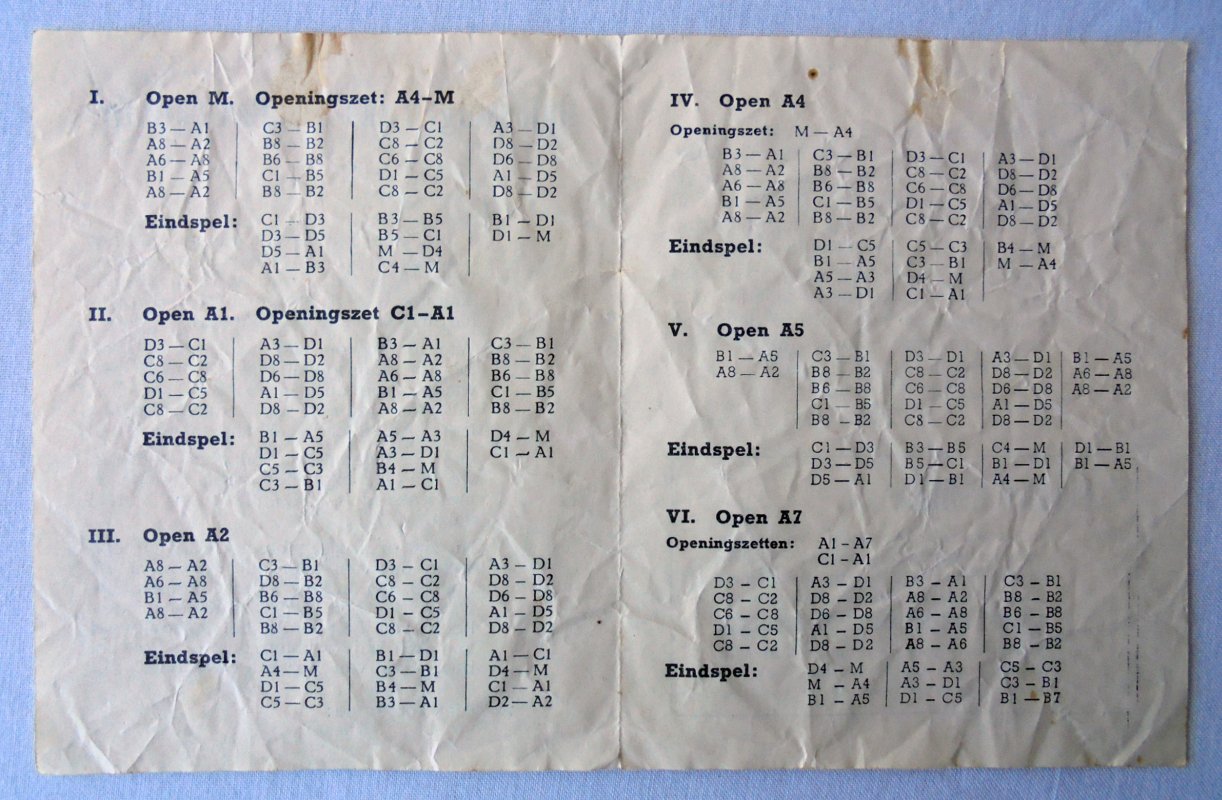 I. Open M. Openingszet: A4-M
B3 — A1 C3 — B1 D3 — C1 A3 — D1
A8 — A2 B8 — B2 C8 — C2 D8 — D2
A6 — A8 B6 — B8 C6 — C8 D6 — D8
B1 — A5 C1 — B5 D1 — C5 A1 — D5
A8 — A2 B8 — B2 C8 — C2 D8 — D2
Eindspel: C1 — D3 B3 — B5 B1 — D1
D3 — D5 B5 — C1 D1 — M
D5 — A1 M — D4
A1 — B3 C4 — M
II. Open A1. Openingszet C1-A1
D3 — C1 A3 — D1 B3 — A1 C3 — B1
C8 — C2 D8 — D2 A8 — A2 B8 — B2
C6 — C8 D6 — D8 A6 — A8 B6 — B8
D1 — C5 A1 — D5 B1 — A5 C1 — B5
C8 — C2 D8 — D2 A8 — A2 B8 — B2
Eindspel: B1 — A5 A5 — A3 D4 — M
D1 — C5 A3 — D1 C1 — A1
C5 — C3 B4 — M
C3 — B1 A1 — C1
III. Open A2
A8 — A2 C3 — B1 D3 — C1 A3 — D1
A6 — A8 D8 — B2 C8 — C2 D8 — D2
B1 — A5 B6 — B8 C6 — C8 D6 — D8
A8 — A2 C1 — B5 D1 — C5 A1 — D5
B8 — B2 C8 — C2 D8 — D2
Eindspel: C1 — A1 B1 — D1 A1 — C1
A4 — M C3 — B1 D4 — M
D1 — C5 B4 — M C1 — A1
C5 — C3 B3 — A1 D2 — A2
IV. Open A4
Openingszet: M — A4
B3 — A1 C3 — B1 D3 — C1 A3 — D1
A8 — A2 B8 — B2 C8 — C2 D8 — D2
A6 — A8 B6 — B8 C6 — C8 D6 — D8
B1 — A5 C1 — B5 D1 — C5 A1 — D5
A8 — A2 B8 — B2 C8 — C2 D8 — D2
Eindspel: D1 — C5 C5 — C3 B4 — M
B1 — A5 C3 — B1 M — A4
A5 — A3 D4 — M
A3 — D1 C1 — A1
V. Open A5
B1 — A5 C3 — B1 D3 — D1 A3 — D1 B1 — A5
A8 — A2 B8 — B2 C8 — C2 D8 — D2 A6 — A8
B6 — B8 C6 — C8 D6 — D8 A8 — A2
C1 — B5 D1 — C5 A1 — D5
B8 — B2 C8 — C2 D8 — D2
Eindspel: C1 — D3 B3 — B5 C4 — M D1 — B1
D3 — D5 B5 — C1 B1 — D1 B1 — A5
D5 — A1 D1 — B1 A4 — M
VI. Open A7
Openingszetten: A1 - A7
C1 - A1
D3 - C1 A3 - D1 B3 - A1 C3 - B1
C8 - C2 D8 - D2 A8 - A2 B8 - B2
C6 - C8 D6 - D8 A6 - A8 B6 - B8
D1 - C5 A1 - D5 B1 - A5 C1 - B5
C8 - C2 D8 - D2 A8 - A6 B8 - B2
Eindspel: D4 - M A5 - A3 C5 - C3
M - A4 A3 - D1 C3 - B1
B1 - A5 D1 - C5 B1 — B7